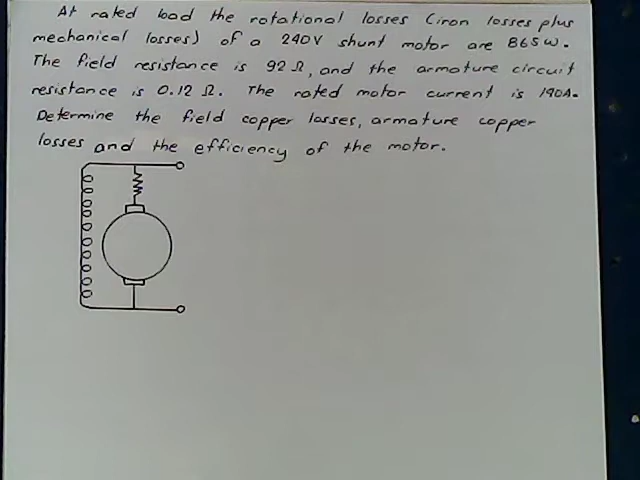 At rated load the rotational losses (iron losses plus
mechanical losses) of a 240V shunt motor are 865W.
The field resistance is 92 Ω, and the armature circuit
resistance is 0.12 Ω. The rated motor current is 190A.
Determine the field copper losses, armature copper
losses and the efficiency of the motor.